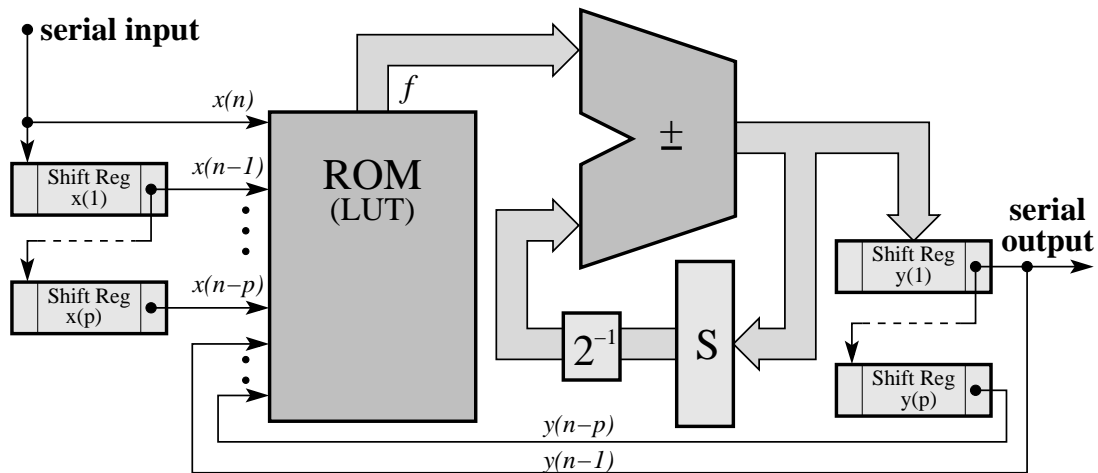 serial input
f
x(n)
x(n−1)
Shift Reg
x(1)
ROM
(LUT)
±
serial
output
Shift Reg
y(1)
x(n−p)
Shift Reg
x(p)
2⁻¹
S
Shift Reg
y(p)
y(n−p)
y(n−1)